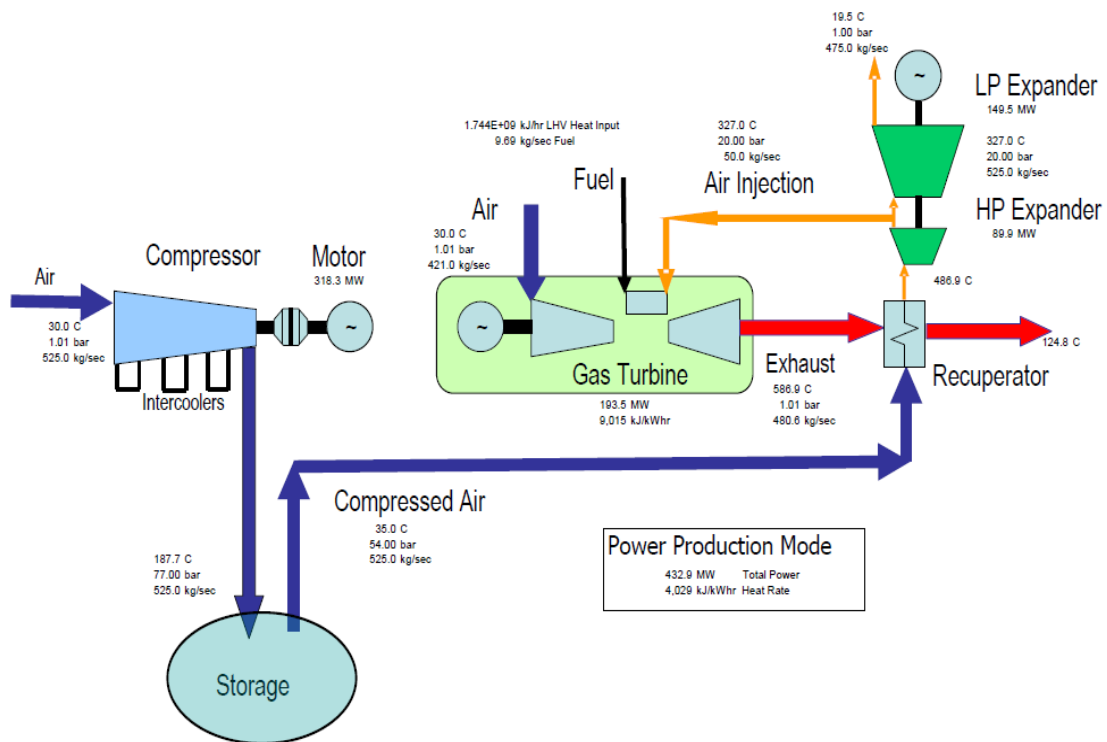 19.5 C
1.00 bar
475.0 kg/sec
~
LP Expander
149.5 MW
1.744E+09 kJ/hr LHV Heat Input
9.69 kg/sec Fuel
327.0 C
20.00 bar
50.0 kg/sec
327.0 C
20.00 bar
525.0 kg/sec
Fuel
Air Injection
HP Expander
89.9 MW
Air
30.0 C
1.01 bar
421.0 kg/sec
486.9 C
Compressor
Motor
318.3 MW
Air
30.0 C
1.01 bar
525.0 kg/sec
~
~
Intercoolers
Gas Turbine
193.5 MW
9,015 kJ/kWhr
Exhaust
586.9 C
1.01 bar
480.6 kg/sec
124.8 C
Recuperator
Compressed Air
35.0 C
54.00 bar
525.0 kg/sec
187.7 C
77.00 bar
525.0 kg/sec
Storage
Power Production Mode
432.9 MW Total Power
4,029 kJ/kWhr Heat Rate